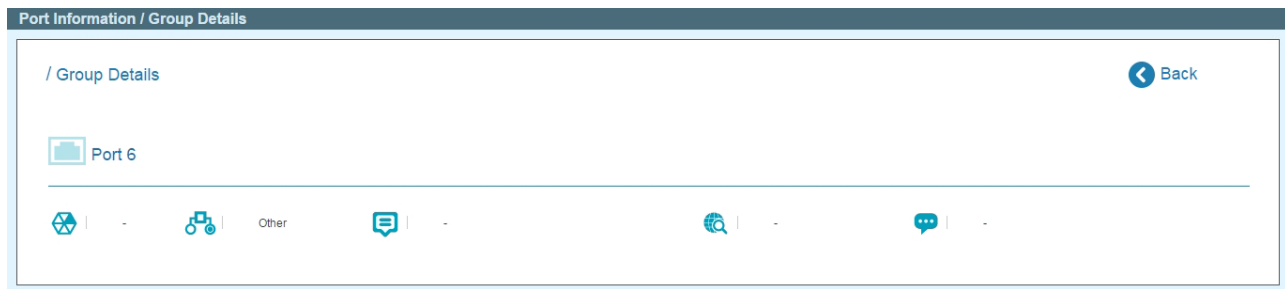 Port Information / Group Details
/ Group Details
Back
Port 6
- Other - - -